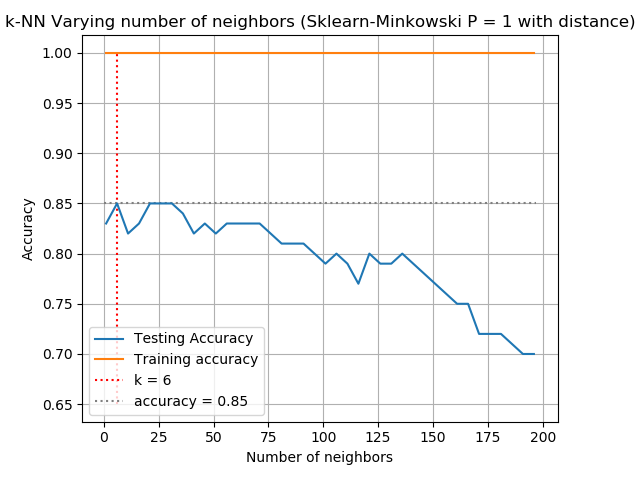 k-NN Varying number of neighbors (Sklearn-Minkowski P = 1 with distance)
1.00
0.95
0.90
0.85
0.80
0.75
0.70
0.65
Accuracy
Testing Accuracy
Training accuracy
k = 6
accuracy = 0.85
0 25 50 75 100 125 150 175 200
Number of neighbors